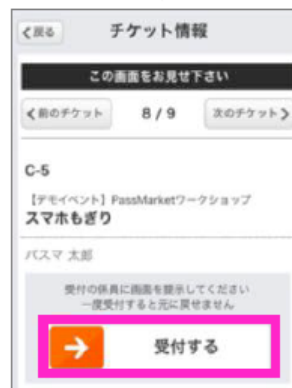 戻る チケット情報
この画面をお見せ下さい
前のチケット 8 / 9 次のチケット
C-5
【デモイベント】PassMarketワークショップ
スマホもぎり
パスマ 太郎
受付の係員に画面を提示してください
一度受付すると元に戻せません
受付する